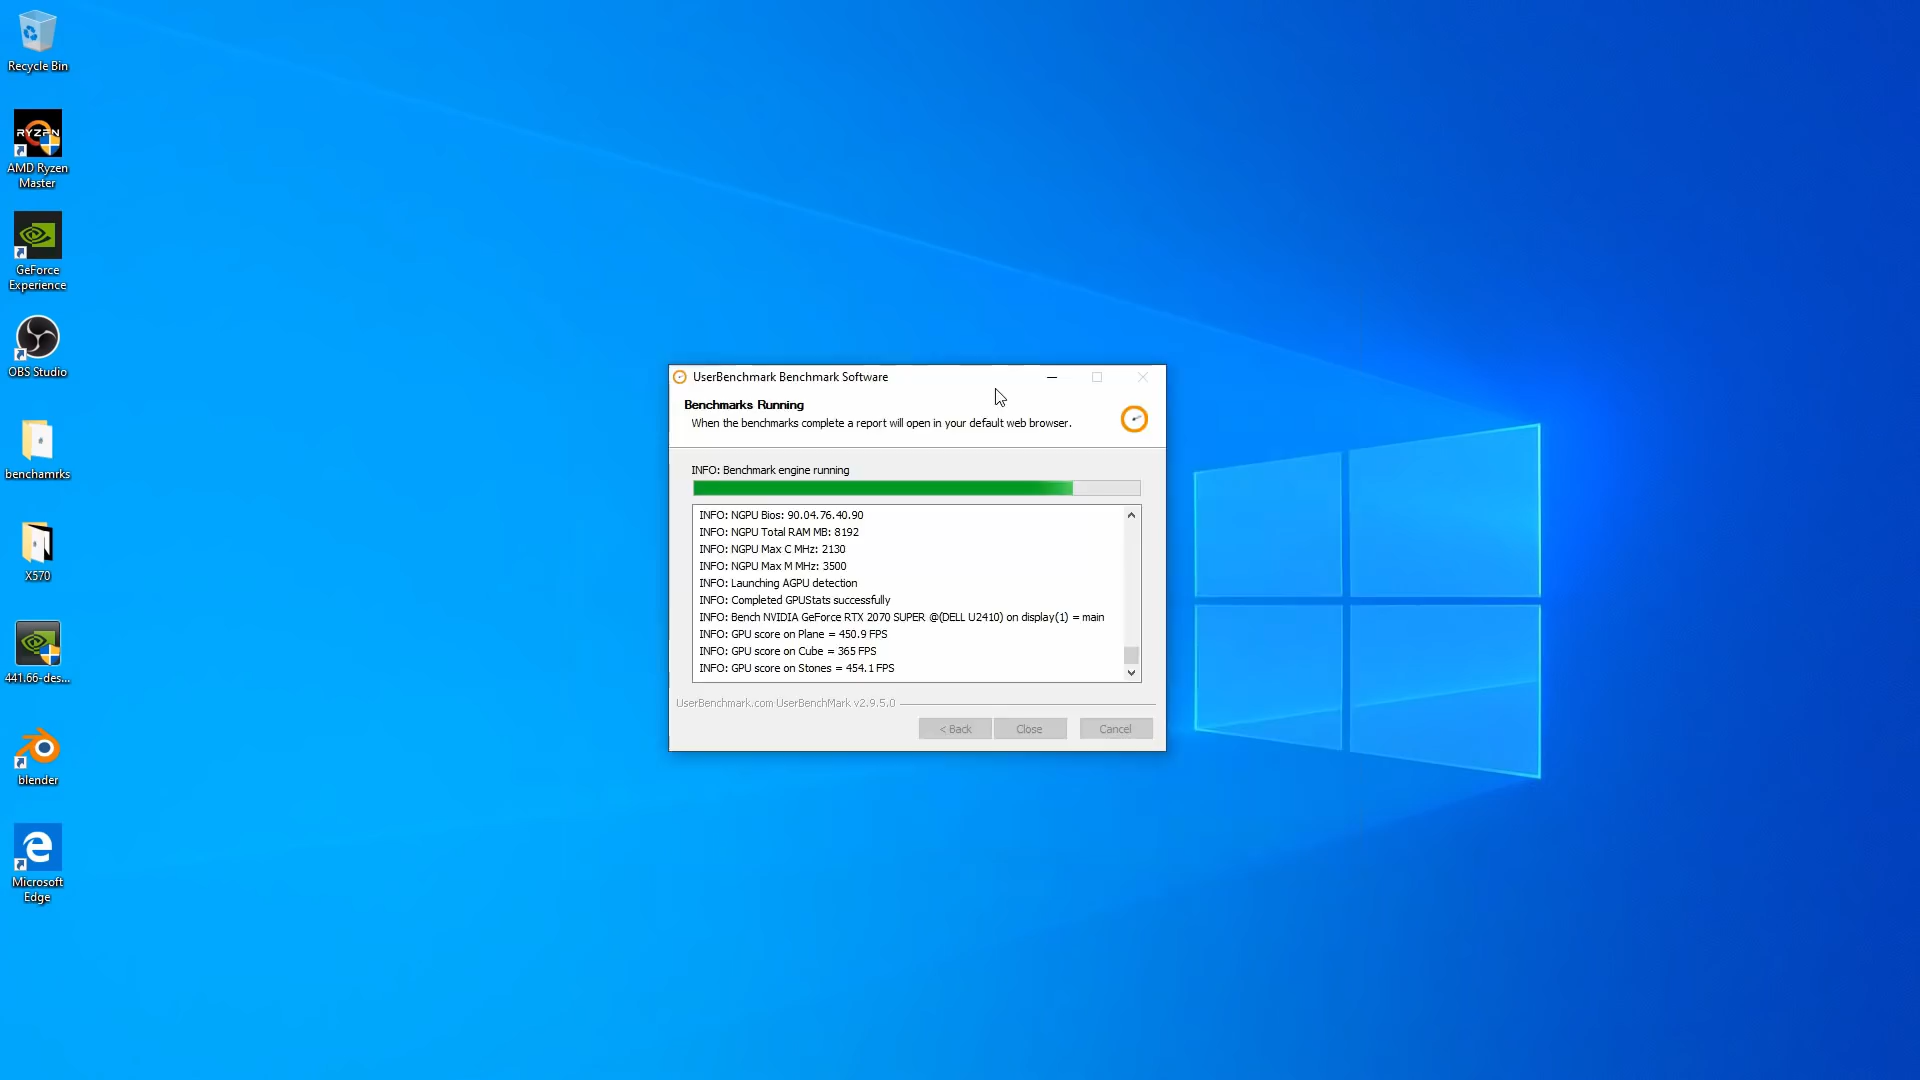 Recycle Bin
RYZEN
AMD Ryzen
Master
GeForce
Experience
OBS Studio
benchamrks
X570
441.66-des...
blender
Microsoft
Edge
UserBenchmark Benchmark Software
Benchmarks Running
When the benchmarks complete a report will open in your default web browser.
INFO: Benchmark engine running
INFO: NGPU Bios: 90.04.76.40.90
INFO: NGPU Total RAM MB: 8192
INFO: NGPU Max C MHz: 2130
INFO: NGPU Max M MHz: 3500
INFO: Launching AGPU detection
INFO: Completed GPUStats successfully
INFO: Bench NVIDIA GeForce RTX 2070 SUPER @(DELL U2410) on display(1) = main
INFO: GPU score on Plane = 450.9 FPS
INFO: GPU score on Cube = 365 FPS
INFO: GPU score on Stones = 454.1 FPS
UserBenchmark.com UserBenchMark v2.9.5.0
< Back
Close
Cancel